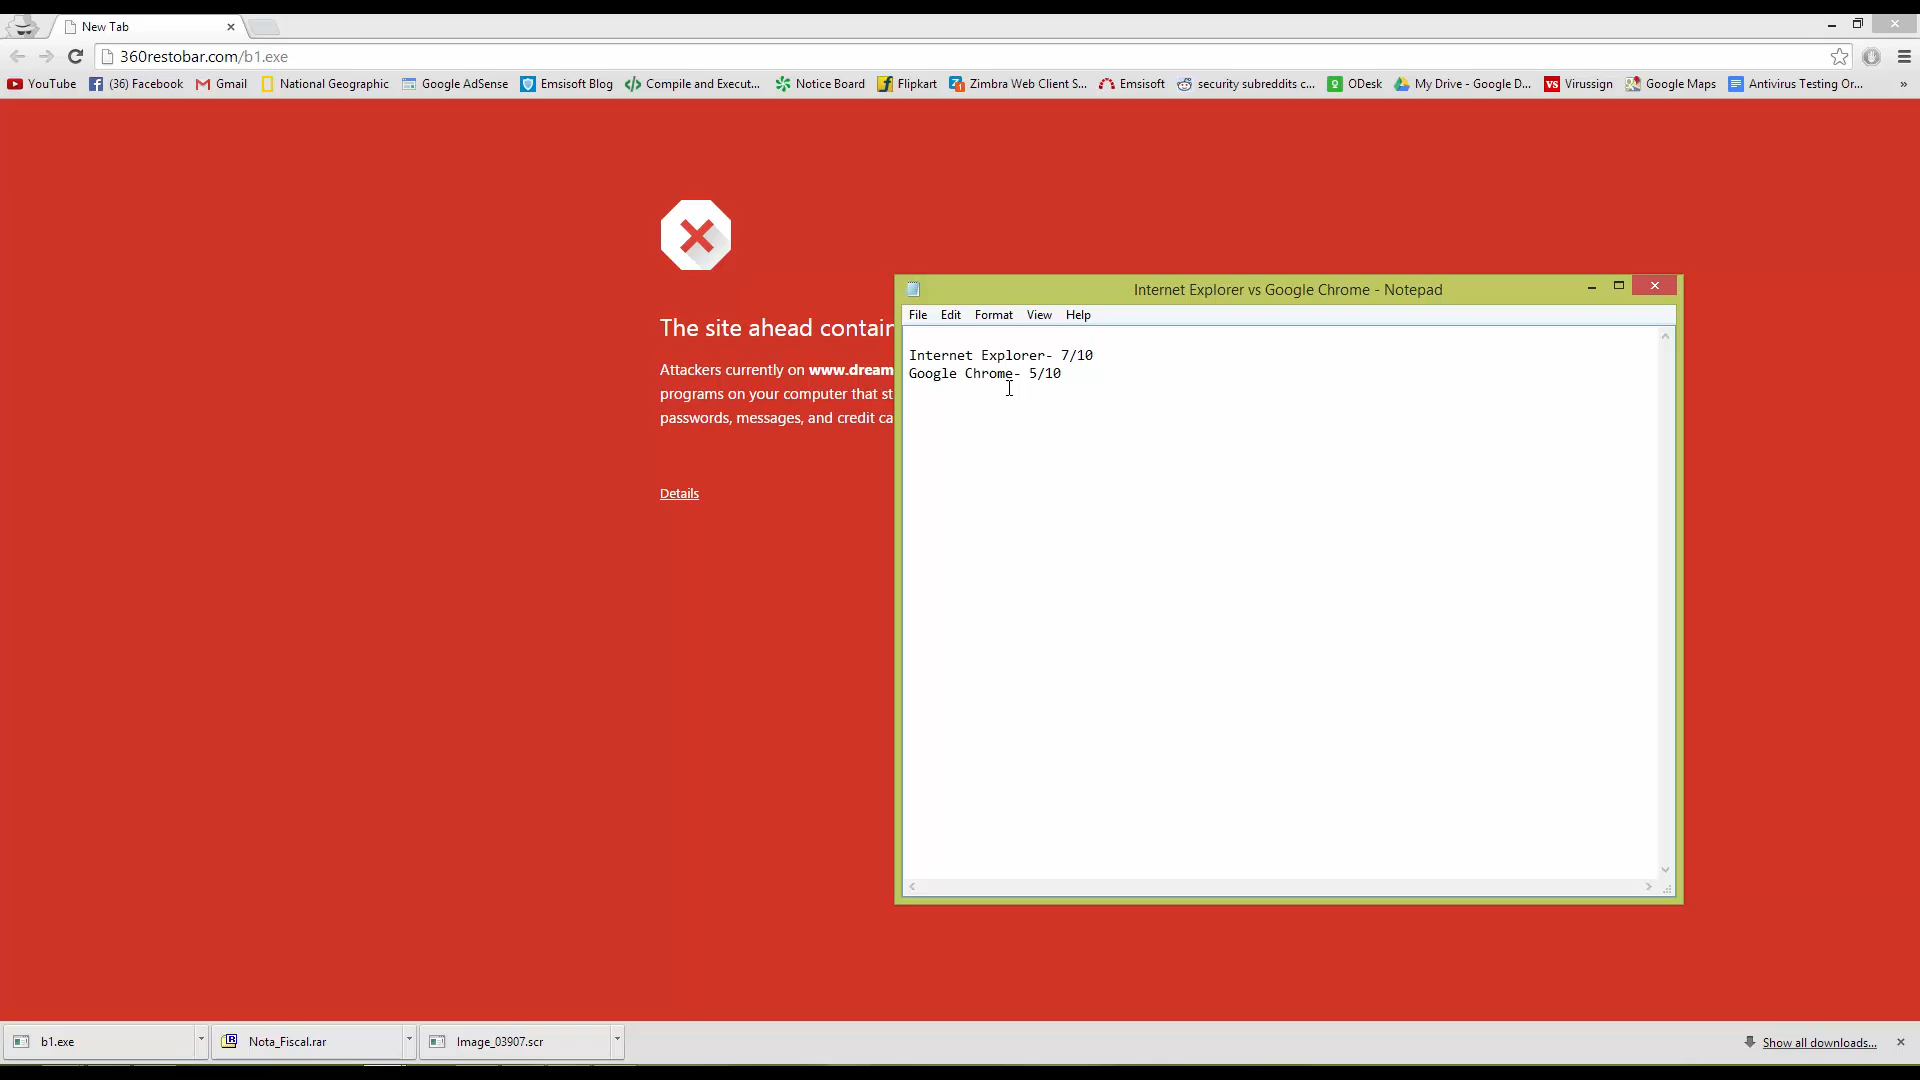 New Tab
360restobar.com/b1.exe
YouTube (36) Facebook Gmail National Geographic Google AdSense Emsisoft Blog Compile and Execut... Notice Board Flipkart Zimbra Web Client S... Emsisoft security subreddits c... ODesk My Drive - Google D... VS Virussign Google Maps Antivirus Testing Or... »
The site ahead contain
Attackers currently on www.dream
programs on your computer that st
passwords, messages, and credit ca
Details
Internet Explorer vs Google Chrome - Notepad
File Edit Format View Help
Internet Explorer- 7/10
Google Chrome- 5/10
b1.exe Nota_Fiscal.rar Image_03907.scr Show all downloads...